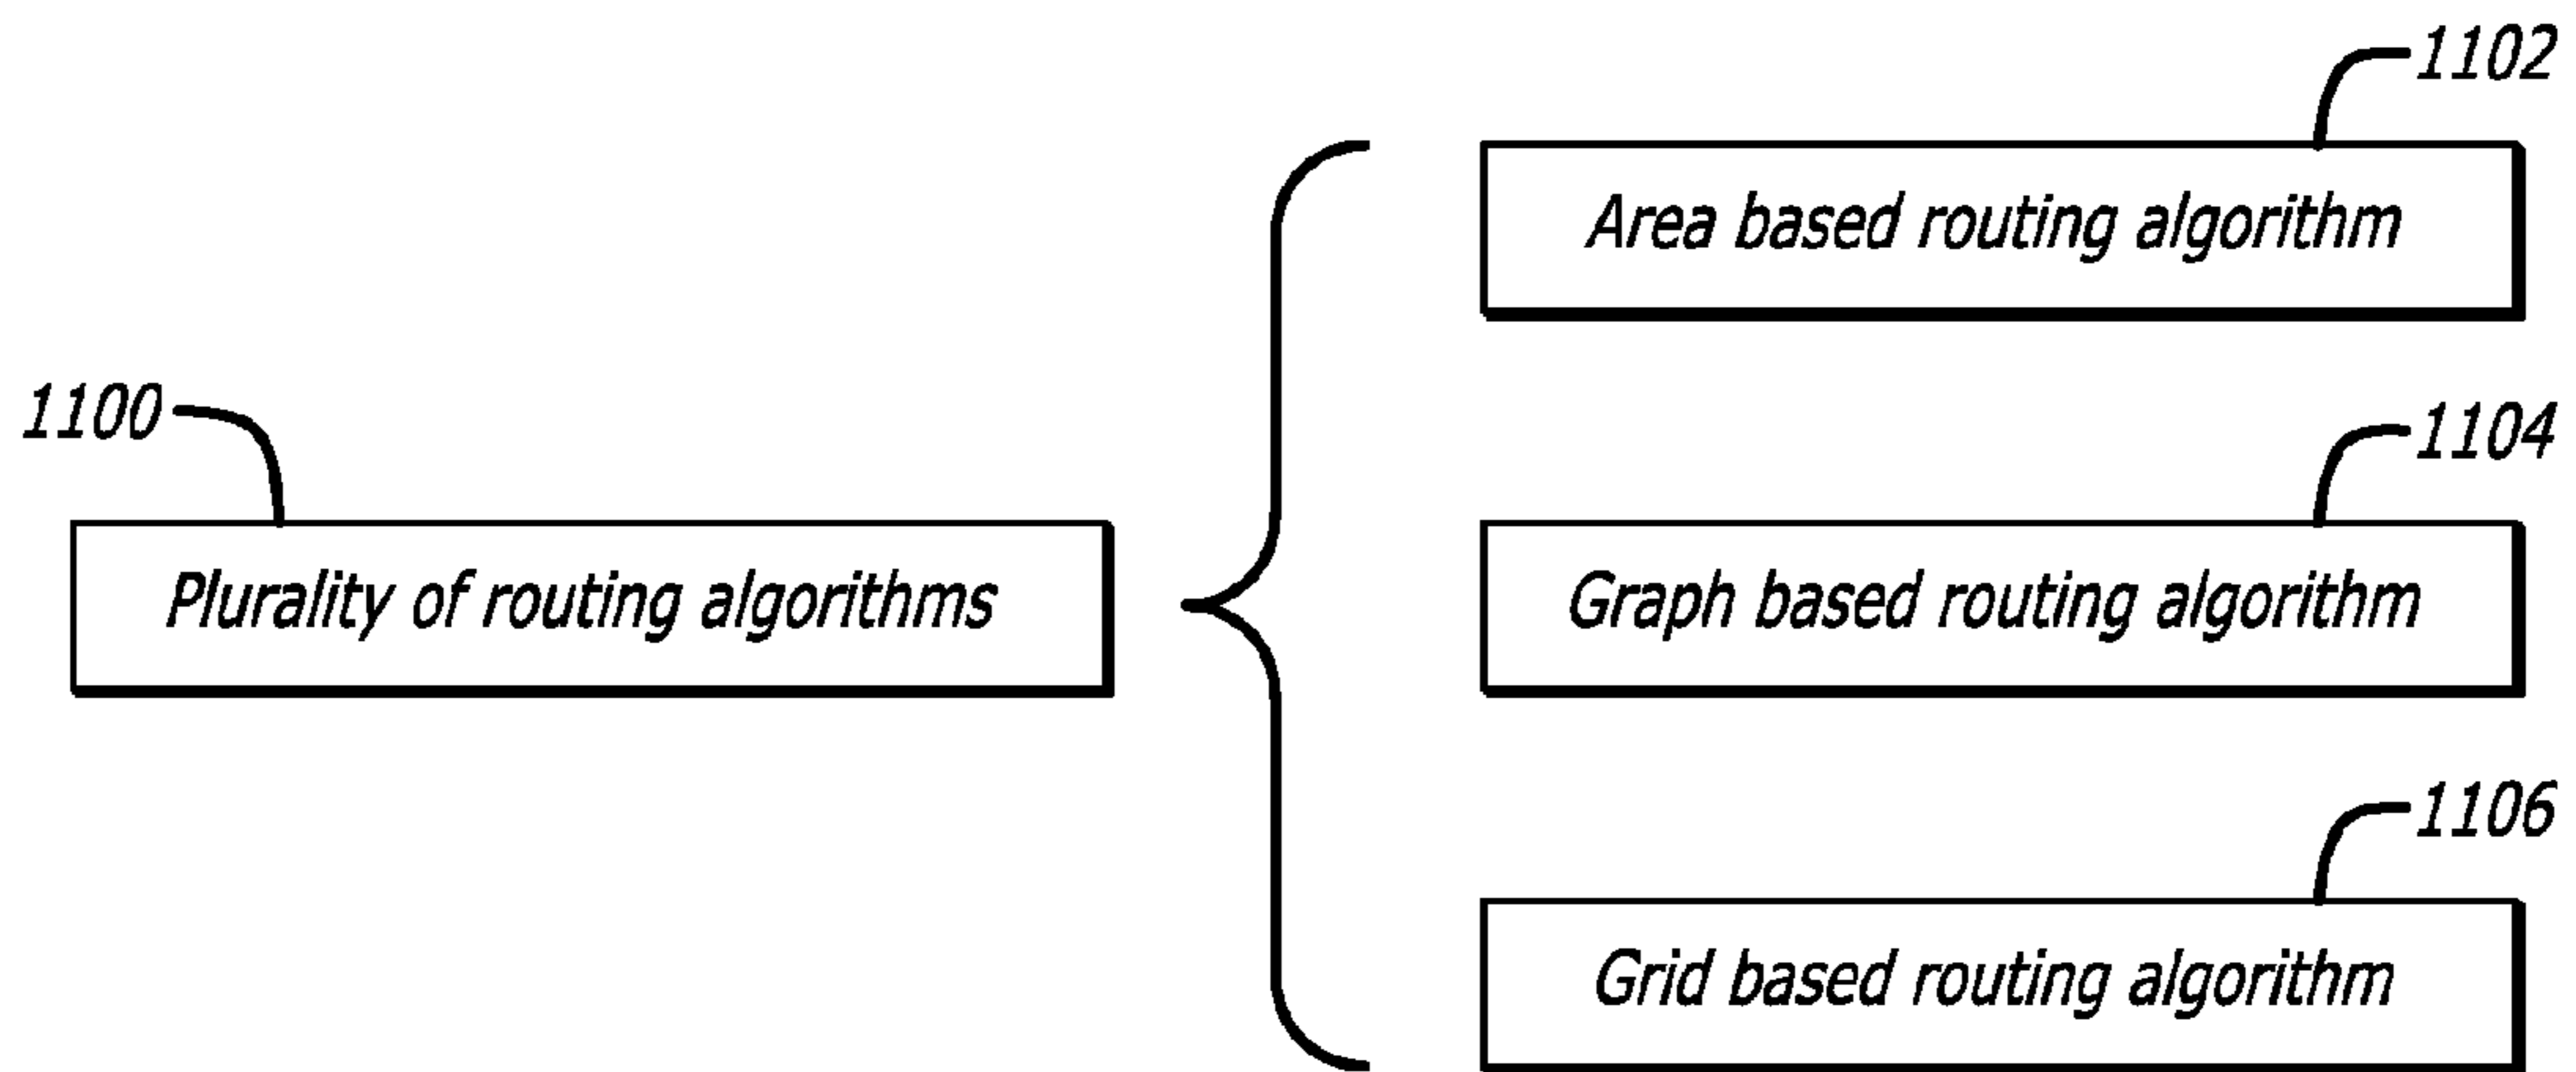 1102
Area based routing algorithm
1100
1104
Plurality of routing algorithms
Graph based routing algorithm
1106
Grid based routing algorithm